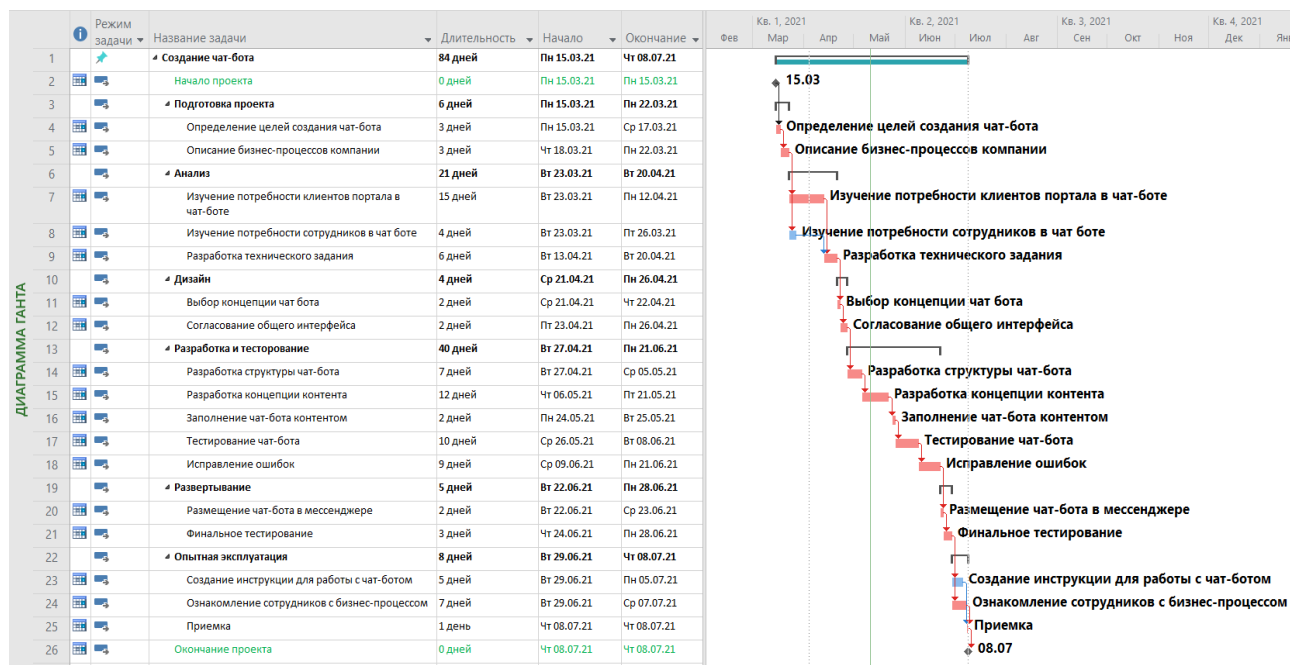 Кв. 1, 2021 Кв. 2, 2021 Кв. 3, 2021 Кв. 4, 2021
Режим задачи Название задачи Длительность Начало Окончание Фев Мар Апр Май Июн Июл Авг Сен Окт Ноя Дек
ДИАГРАММА ГАНТА
1 Создание чат-бота 84 дней Пн 15.03.21 Чт 08.07.21
2 Начало проекта 0 дней Пн 15.03.21 Пн 15.03.21 15.03
3 Подготовка проекта 6 дней Пн 15.03.21 Пн 22.03.21
4 Определение целей создания чат-бота 3 дней Пн 15.03.21 Ср 17.03.21 Определение целей создания чат-бота
5 Описание бизнес-процессов компании 3 дней Чт 18.03.21 Пн 22.03.21 Описание бизнес-процессов компании
6 Анализ 21 дней Вт 23.03.21 Вт 20.04.21
7 Изучение потребности клиентов портала в 15 дней Вт 23.03.21 Пн 12.04.21 Изучение потребности клиентов портала в чат-боте
чат-боте
8 Изучение потребности сотрудников в чат боте 4 дней Вт 23.03.21 Пт 26.03.21 Изучение потребности сотрудников в чат боте
9 Разработка технического задания 6 дней Вт 13.04.21 Вт 20.04.21 Разработка технического задания
10 Дизайн 4 дней Ср 21.04.21 Пн 26.04.21
11 Выбор концепции чат бота 2 дней Ср 21.04.21 Чт 22.04.21 Выбор концепции чат бота
12 Согласование общего интерфейса 2 дней Пт 23.04.21 Пн 26.04.21 Согласование общего интерфейса
13 Разработка и тесторование 40 дней Вт 27.04.21 Пн 21.06.21
14 Разработка структуры чат-бота 7 дней Вт 27.04.21 Ср 05.05.21 Разработка структуры чат-бота
15 Разработка концепции контента 12 дней Чт 06.05.21 Пт 21.05.21 Разработка концепции контента
16 Заполнение чат-бота контентом 2 дней Пн 24.05.21 Вт 25.05.21 Заполнение чат-бота контентом
17 Тестирование чат-бота 10 дней Ср 26.05.21 Вт 08.06.21 Тестирование чат-бота
18 Исправление ошибок 9 дней Ср 09.06.21 Пн 21.06.21 Исправление ошибок
19 Развертывание 5 дней Вт 22.06.21 Пн 28.06.21
20 Размещение чат-бота в мессенджере 2 дней Вт 22.06.21 Ср 23.06.21 Размещение чат-бота в мессенджере
21 Финальное тестирование 3 дней Чт 24.06.21 Пн 28.06.21 Финальное тестирование
22 Опытная эксплуатация 8 дней Вт 29.06.21 Чт 08.07.21
23 Создание инструкции для работы с чат-ботом 5 дней Вт 29.06.21 Пн 05.07.21 Создание инструкции для работы с чат-ботом
24 Ознакомление сотрудников с бизнес-процессом 7 дней Вт 29.06.21 Ср 07.07.21 Ознакомление сотрудников с бизнес-процессом
25 Приемка 1 день Чт 08.07.21 Чт 08.07.21 Приемка
26 Окончание проекта 0 дней Чт 08.07.21 Чт 08.07.21 08.07